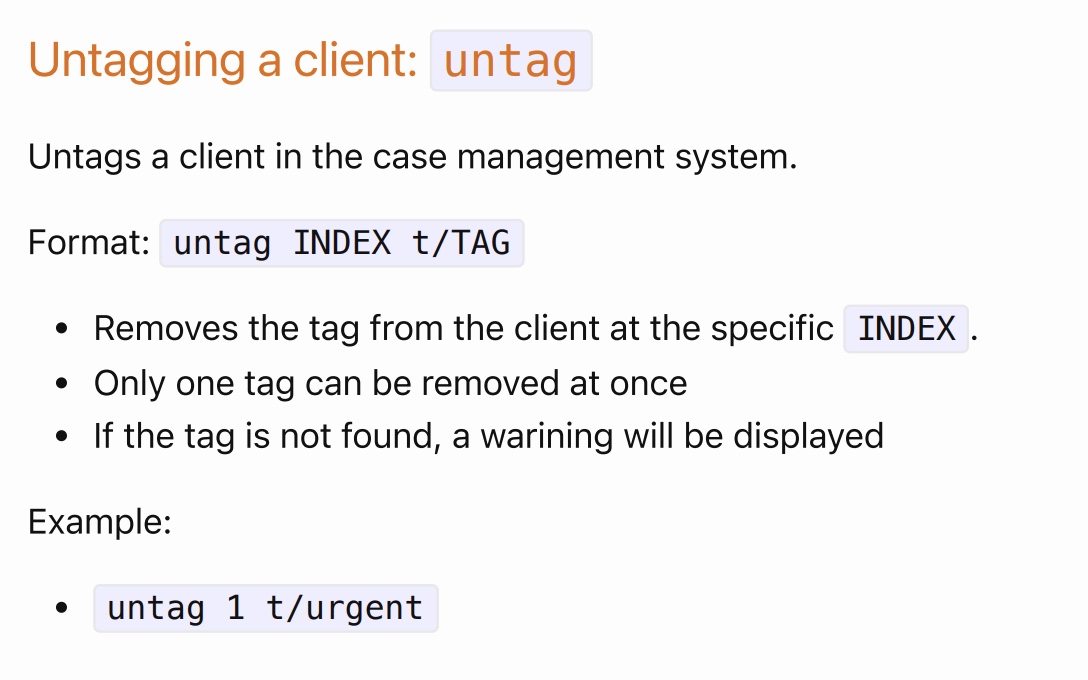 Untagging a client: untag
Untags a client in the case management system.
Format: untag INDEX t/TAG
• Removes the tag from the client at the specific INDEX.
• Only one tag can be removed at once
• If the tag is not found, a warining will be displayed
Example:
• untag 1 t/urgent